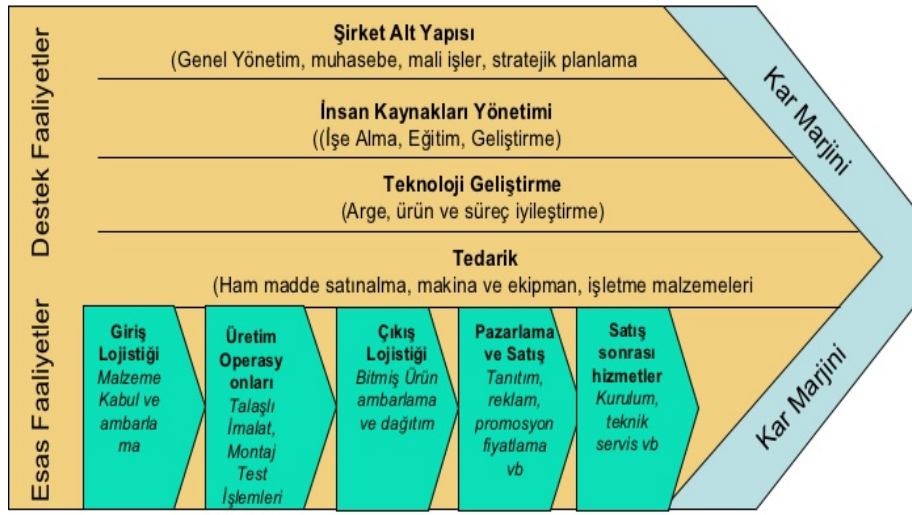 Destek Faaliyetler
Şirket Alt Yapısı
(Genel Yönetim, muhasebe, mali işler, stratejik planlama
İnsan Kaynakları Yönetimi
((İşe Alma, Eğitim, Geliştirme)
Teknoloji Geliştirme
(Arge, ürün ve süreç iyileştirme)
Tedarik
(Ham madde satınalma, makina ve ekipman, işletme malzemeleri
Kar Marjini
Esas Faaliyetler
Giriş
Lojistiği
Malzeme
Kabul ve
ambarla
ma
Üretim
Operasy
onları
Talaşlı
İmalat,
Montaj
Test
İşlemleri
Çıkış
Lojistiği
Bitmiş Ürün
ambarlama
ve dağıtım
Pazarlama
ve Satış
Tanıtım,
reklam,
promosyon
fiyatlama
vb
Satış
sonrası
hizmetler
Kurulum,
teknik
servis vb
Kar Marjini